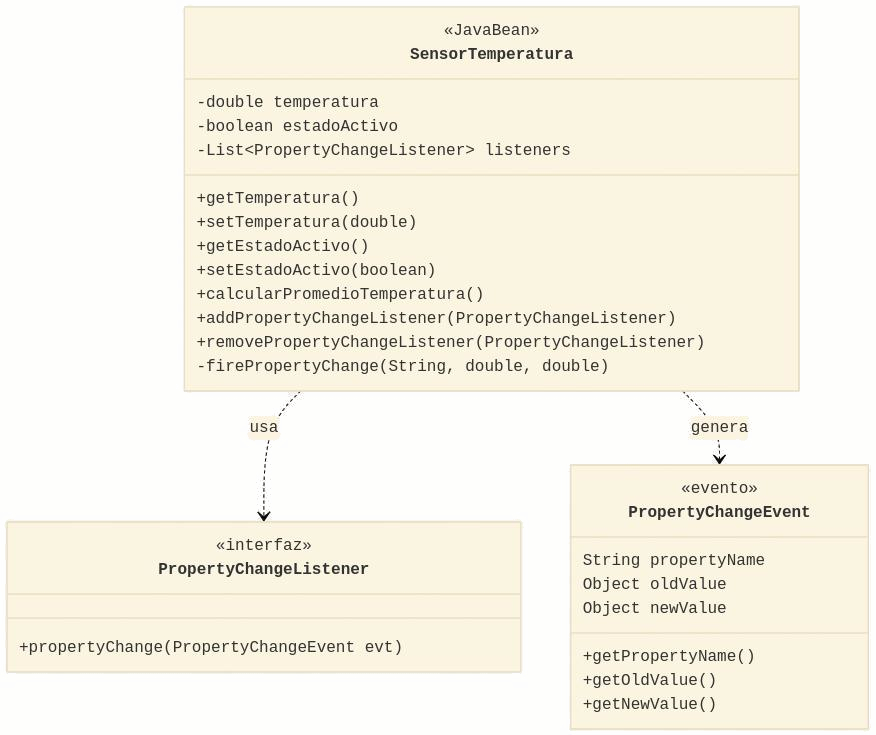 «JavaBean»
SensorTemperatura
-double temperatura
-boolean estadoActivo
-List<PropertyChangeListener> listeners
+getTemperatura()
+setTemperatura(double)
+getEstadoActivo()
+setEstadoActivo(boolean)
+calcularPromedioTemperatura()
+addPropertyChangeListener(PropertyChangeListener)
+removePropertyChangeListener(PropertyChangeListener)
-firePropertyChange(String, double, double)
usa
genera
«interfaz»
PropertyChangeListener
+propertyChange(PropertyChangeEvent evt)
«evento»
PropertyChangeEvent
String propertyName
Object oldValue
Object newValue
+getPropertyName()
+getOldValue()
+getNewValue()